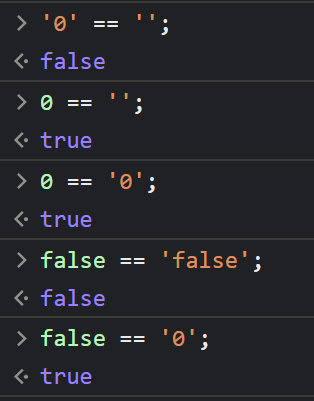 > '0' == '';
<· false
> 0 == '';
<· true
> 0 == '0';
<· true
> false == 'false';
<· false
> false == '0';
<· true